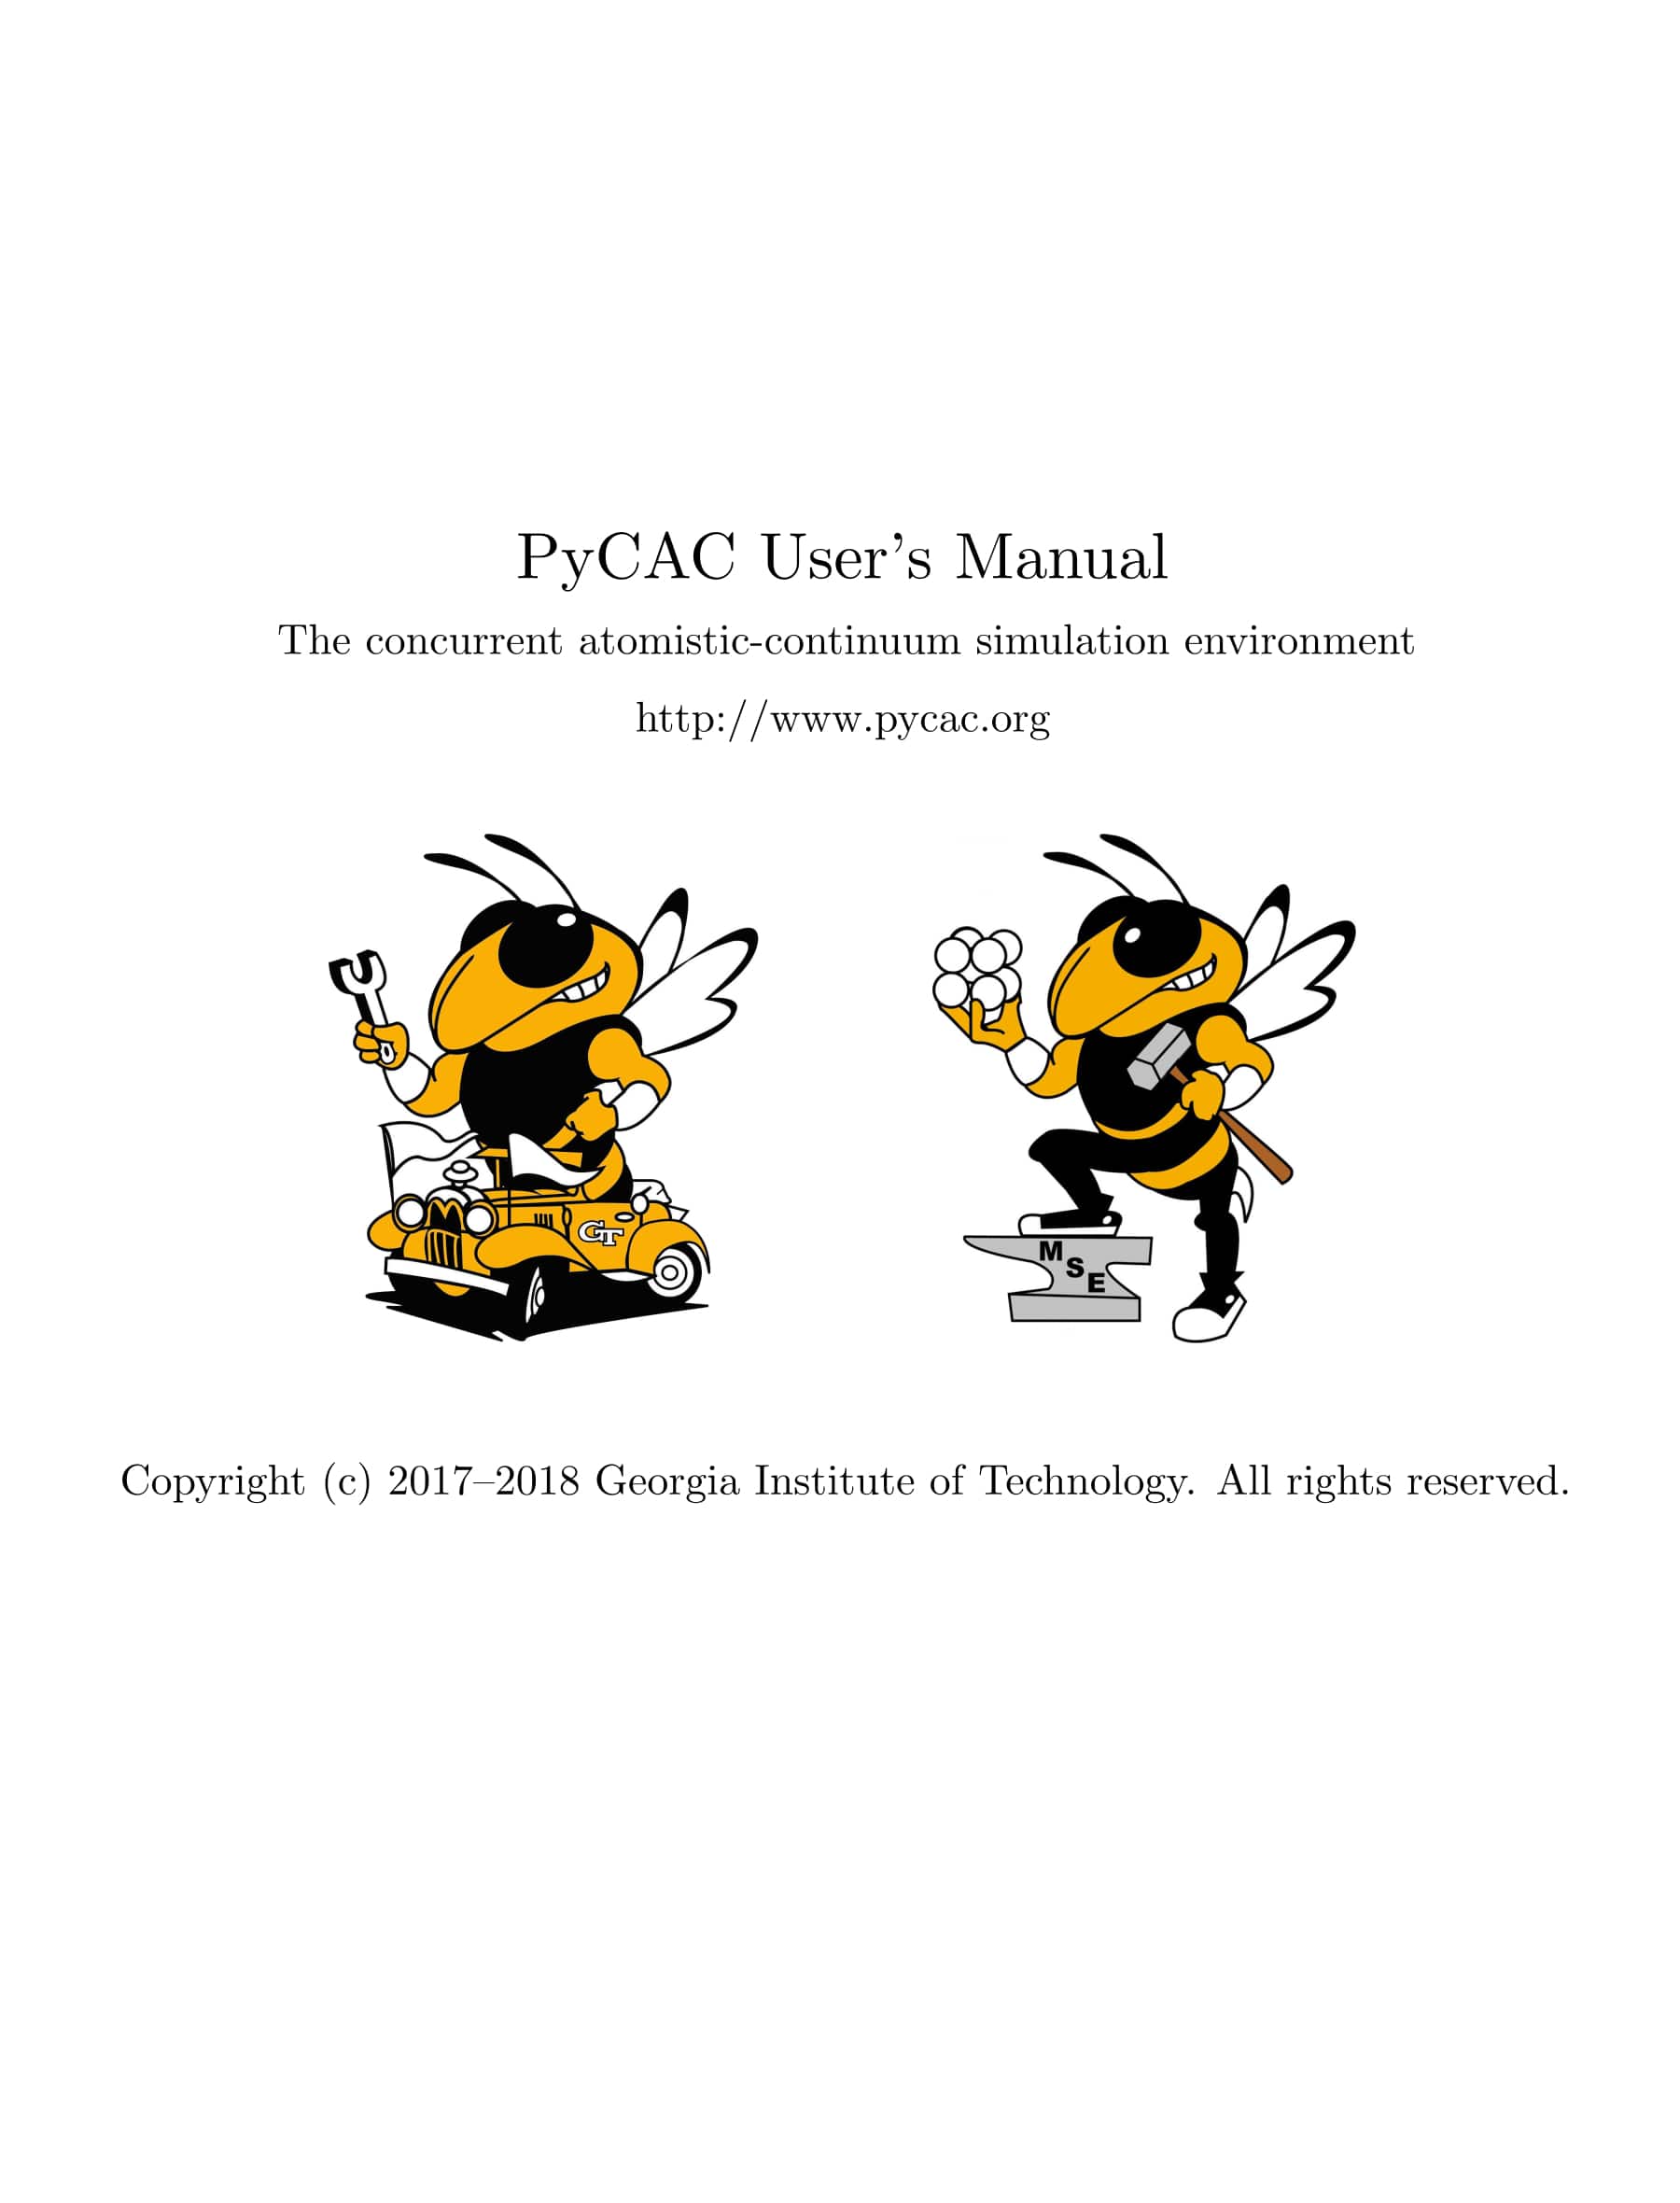 PyCAC User's Manual
The concurrent atomistic-continuum simulation environment
http://www.pycac.org
GT
M
S
E
Copyright (c) 2017–2018 Georgia Institute of Technology. All rights reserved.